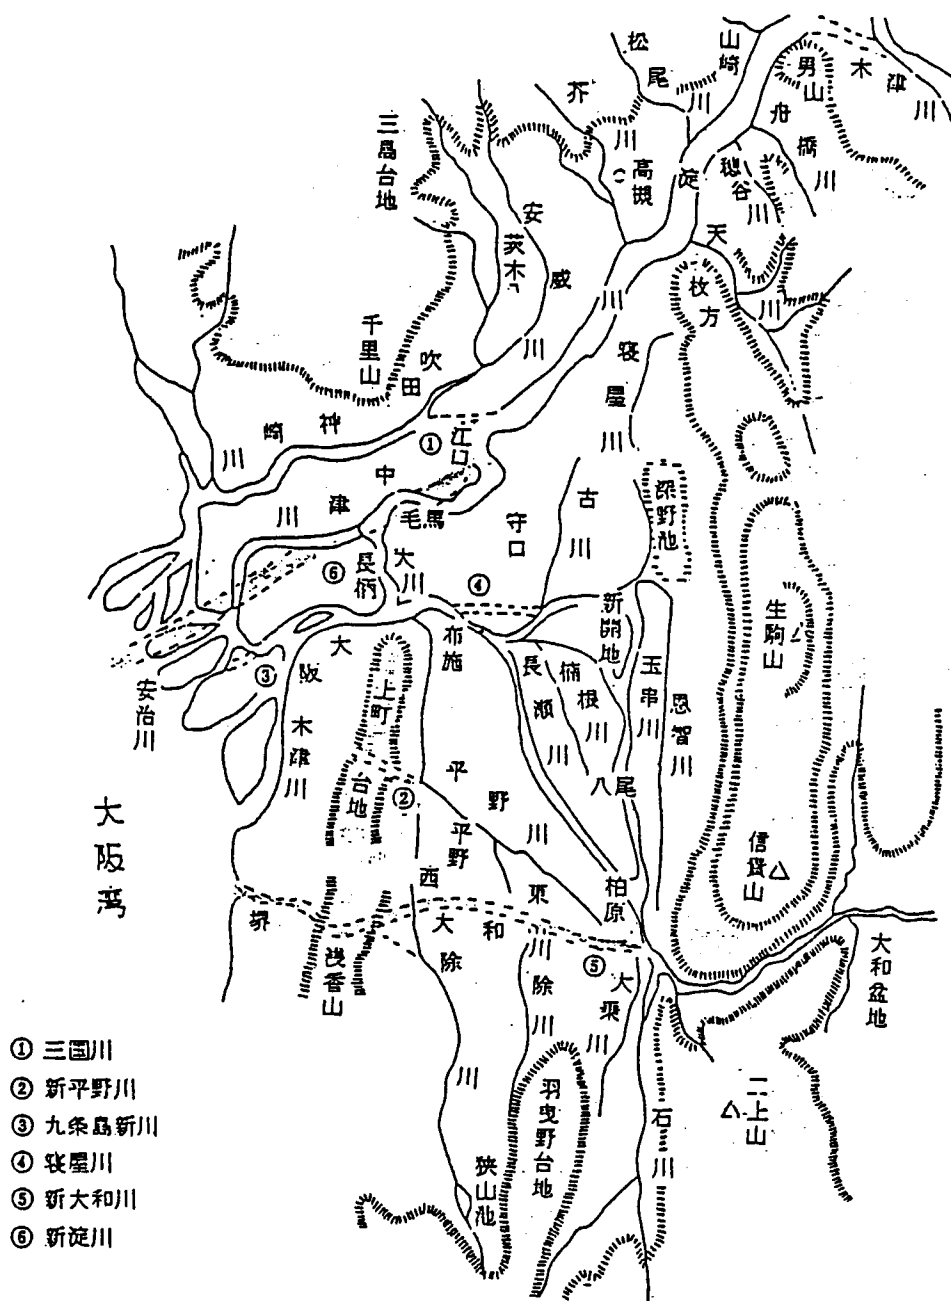 松尾川
山崎
男山
木津川
芥川
舟橋川
三島台地
高槻
淀川
穂谷川
安威川
茨木
天川
枚方
千里山
吹田
寝屋川
神崎川
① 江口
中津川
毛馬
守口
古川
深野池
⑥ 長柄
大川
④
新開地
生駒山
大阪
布施
長瀬川
楠根川
玉串川
恩智川
安治川
③
木津川
上町台地
②
平野川
八尾
大阪湾
平野
信貴山
西除川
東除川
柏原
堺
大和川
浅香山
⑤
大乗川
大和盆地
羽曳野台地
石川
二上山
狭山池
① 三国川
② 新平野川
③ 九条島新川
④ 寝屋川
⑤ 新大和川
⑥ 新淀川